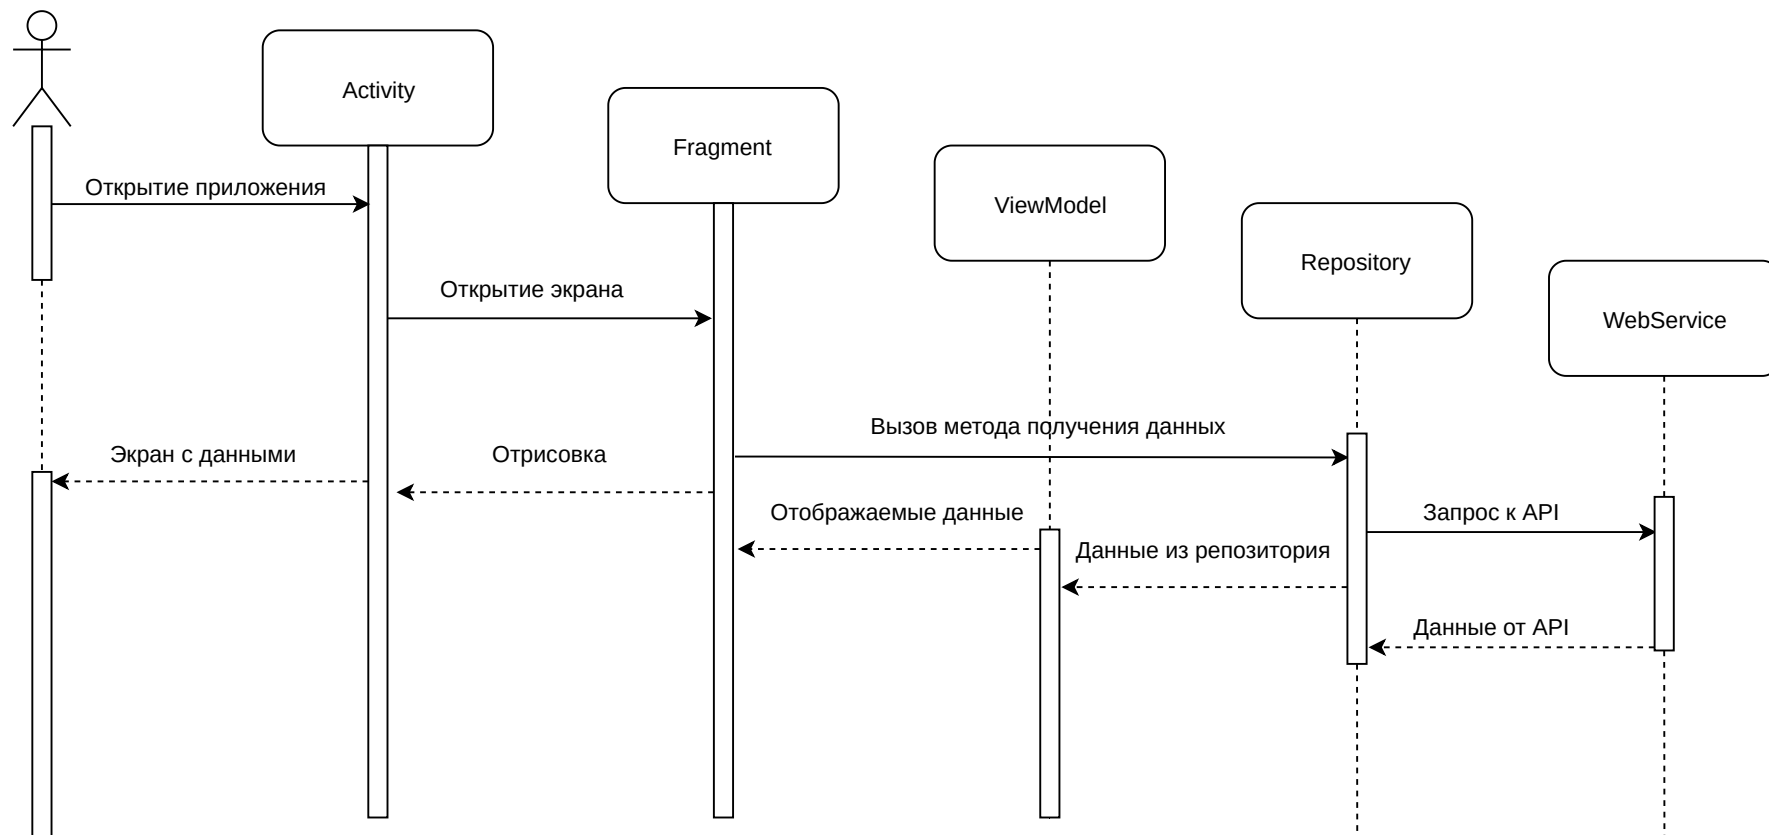 Activity
Fragment
ViewModel
Repository
WebService
Открытие приложения
Открытие экрана
Вызов метода получения данных
Экран с данными
Отрисовка
Отображаемые данные
Запрос к API
Данные из репозитория
Данные от API